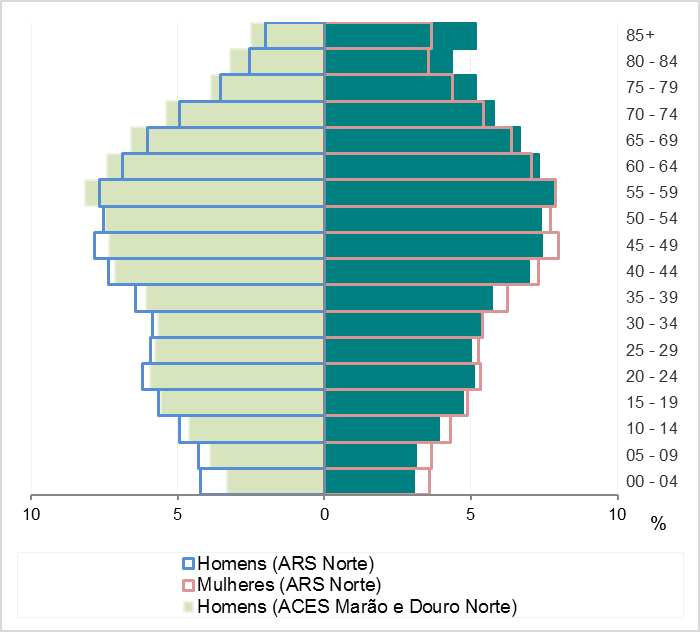 85+
80 - 84
75 - 79
70 - 74
65 - 69
60 - 64
55 - 59
50 - 54
45 - 49
40 - 44
35 - 39
30 - 34
25 - 29
20 - 24
15 - 19
10 - 14
05 - 09
00 - 04
10 5 0 5 10
%
Homens (ARS Norte)
Mulheres (ARS Norte)
Homens (ACES Marão e Douro Norte)